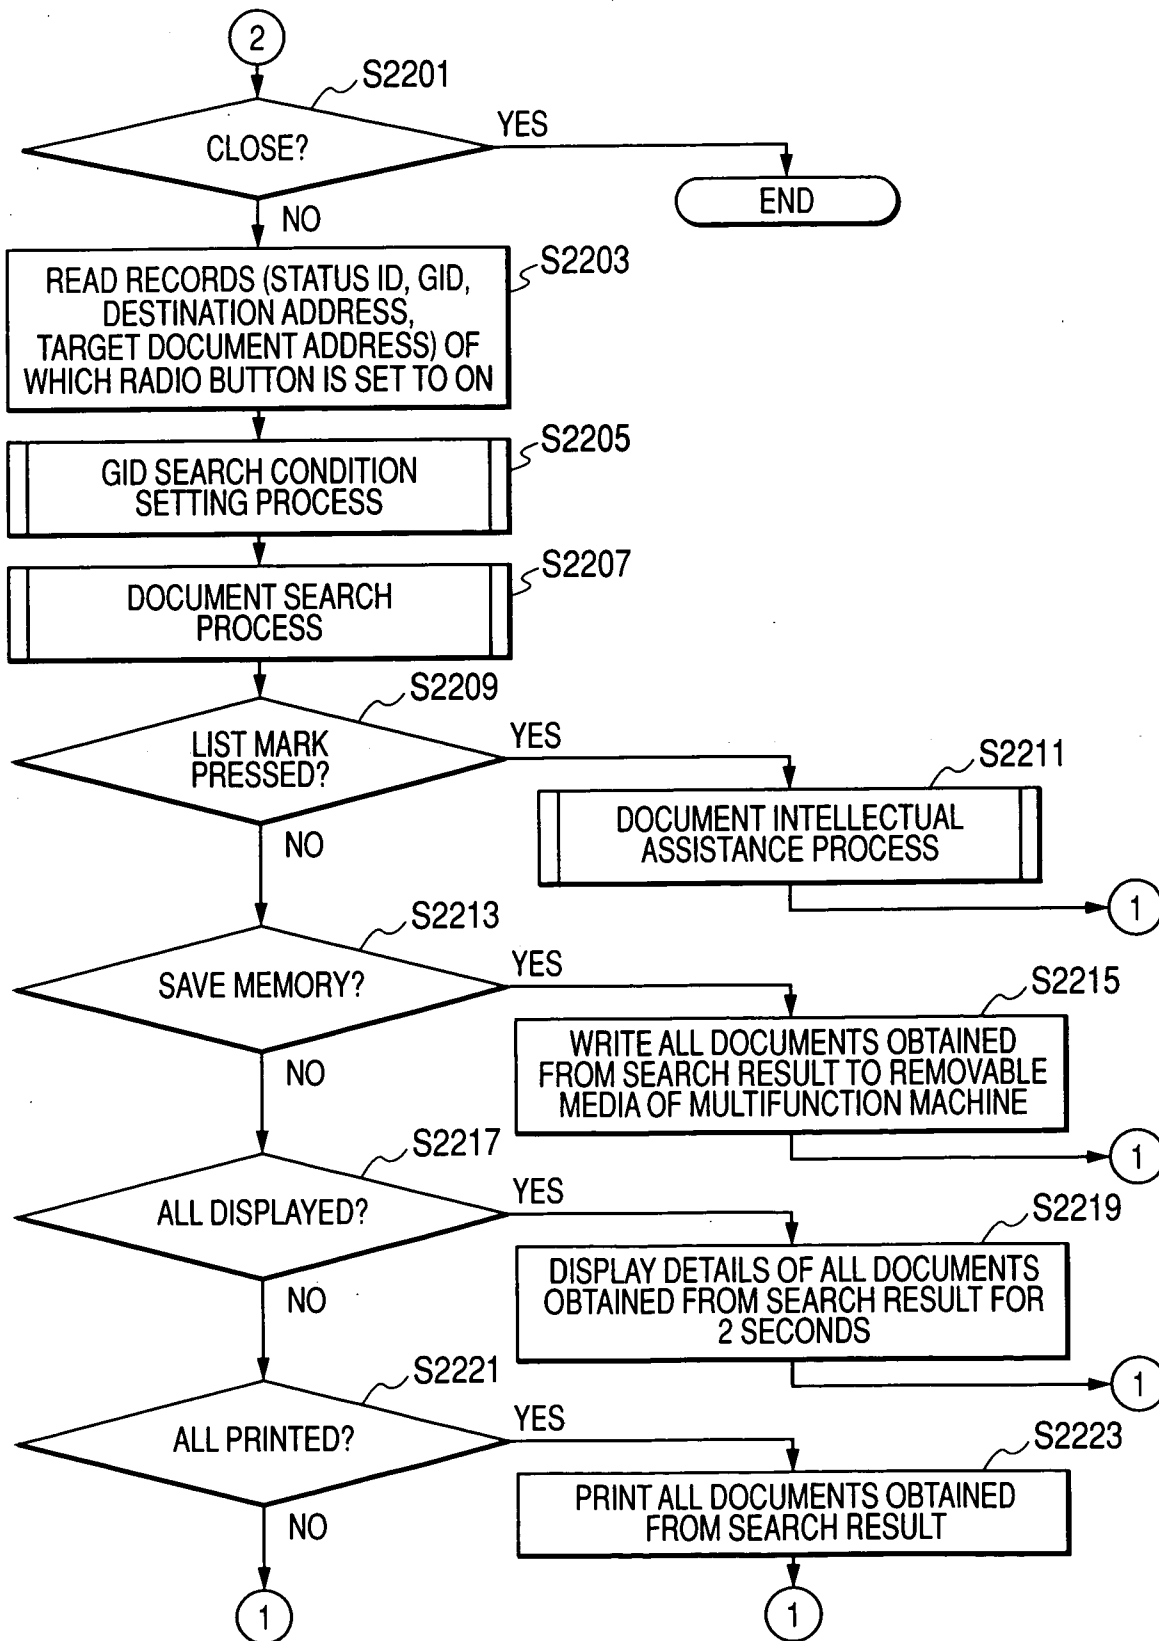 2
S2201
CLOSE?
YES
END
NO
S2203
READ RECORDS (STATUS ID, GID,
DESTINATION ADDRESS,
TARGET DOCUMENT ADDRESS) OF
WHICH RADIO BUTTON IS SET TO ON
S2205
GID SEARCH CONDITION
SETTING PROCESS
S2207
DOCUMENT SEARCH
PROCESS
S2209
LIST MARK
PRESSED?
YES
S2211
DOCUMENT INTELLECTUAL
ASSISTANCE PROCESS
1
NO
S2213
SAVE MEMORY?
YES
S2215
WRITE ALL DOCUMENTS OBTAINED
FROM SEARCH RESULT TO REMOVABLE
MEDIA OF MULTIFUNCTION MACHINE
1
NO
S2217
ALL DISPLAYED?
YES
S2219
DISPLAY DETAILS OF ALL DOCUMENTS
OBTAINED FROM SEARCH RESULT FOR
2 SECONDS
1
NO
S2221
ALL PRINTED?
YES
S2223
PRINT ALL DOCUMENTS OBTAINED
FROM SEARCH RESULT
NO
1
1